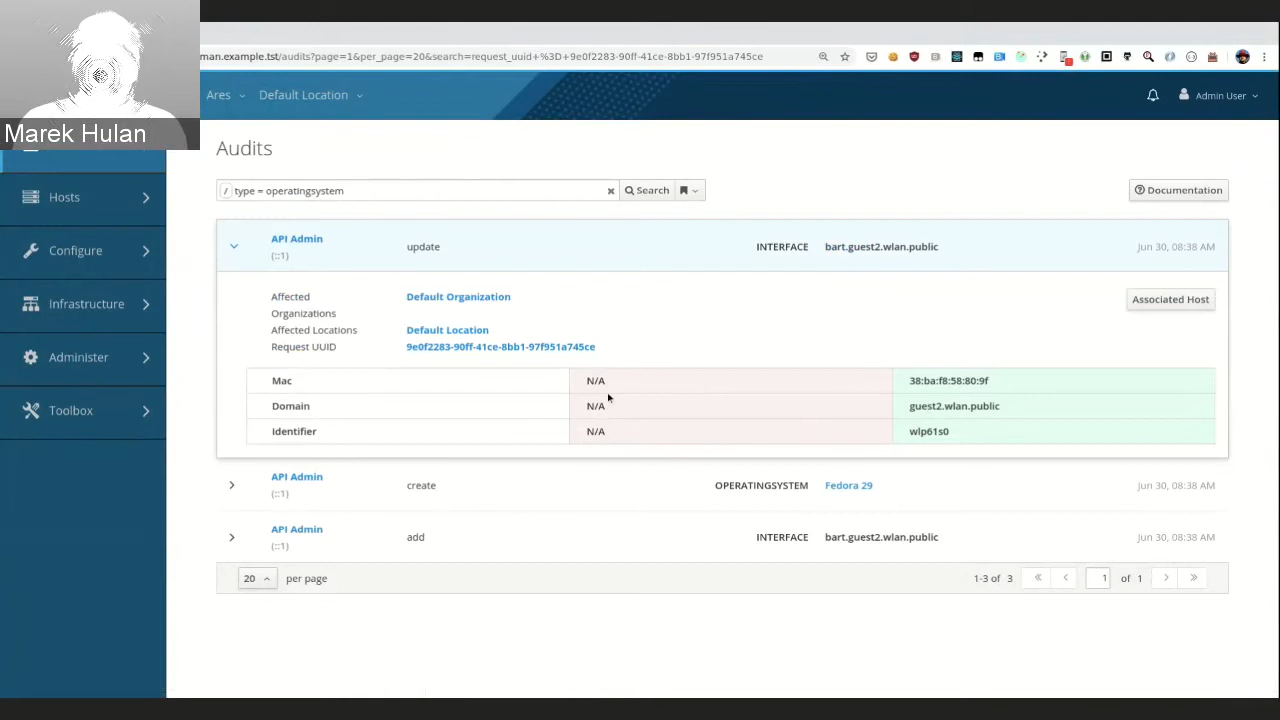 man.example.tst/audits?page=1&per_page=20&search=request_uuid+%3D+9e0f2283-90ff-41ce-8bb1-97f951a745ce
Marek Hulan
Ares
Default Location
Admin User
Audits
/ type = operatingsystem
Search
Documentation
Hosts
Configure
Infrastructure
Administer
Toolbox
API Admin
(::1)
update
INTERFACE
bart.guest2.wlan.public
Jun 30, 08:38 AM
Affected Organizations
Default Organization
Associated Host
Affected Locations
Default Location
Request UUID
9e0f2283-90ff-41ce-8bb1-97f951a745ce
Mac N/A 38:ba:f8:58:80:9f
Domain N/A guest2.wlan.public
Identifier N/A wlp61s0
API Admin
(::1)
create
OPERATINGSYSTEM
Fedora 29
Jun 30, 08:38 AM
API Admin
(::1)
add
INTERFACE
bart.guest2.wlan.public
Jun 30, 08:38 AM
20 per page
1-3 of 3
1 of 1